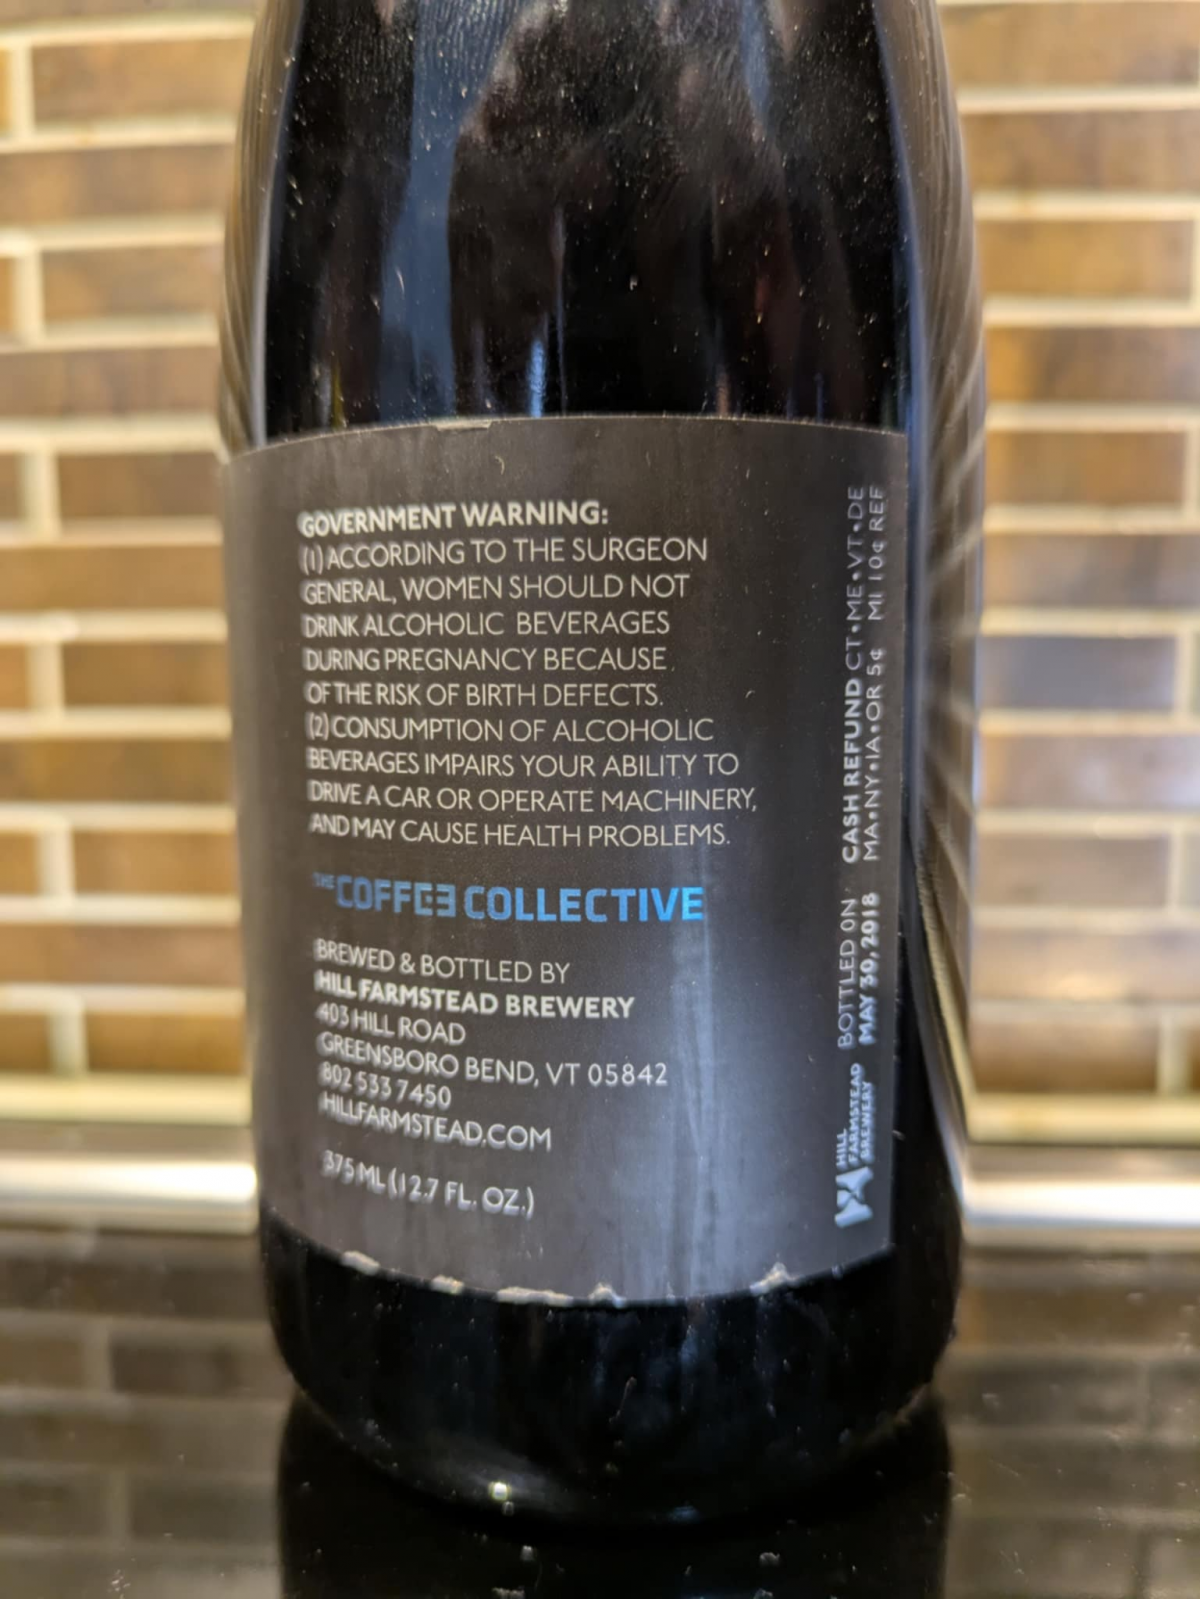 GOVERNMENT WARNING:
(1) ACCORDING TO THE SURGEON
GENERAL, WOMEN SHOULD NOT
DRINK ALCOHOLIC BEVERAGES
DURING PREGNANCY BECAUSE
OF THE RISK OF BIRTH DEFECTS.
(2) CONSUMPTION OF ALCOHOLIC
BEVERAGES IMPAIRS YOUR ABILITY TO
DRIVE A CAR OR OPERATE MACHINERY,
AND MAY CAUSE HEALTH PROBLEMS.
THE COFFEE COLLECTIVE
BREWED & BOTTLED BY
HILL FARMSTEAD BREWERY
403 HILL ROAD
GREENSBORO BEND, VT 05842
802 533 7450
HILLFARMSTEAD.COM
375 ML (12.7 FL. OZ.)
HILL
FARMSTEAD
BREWERY
BOTTLED ON
MAY 30, 2018
CASH REFUND CT•ME•VT•DE
MA•NY•IA•OR 5¢ MI 10¢ REF